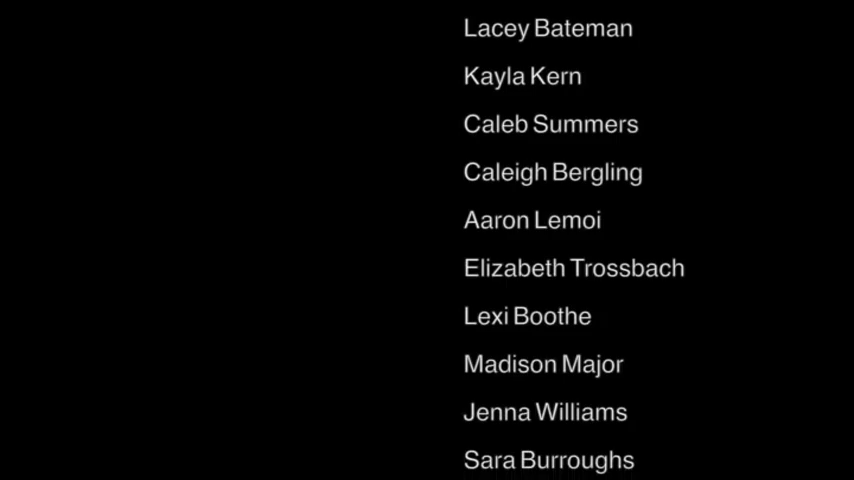 Lacey Bateman
Kayla Kern
Caleb Summers
Caleigh Bergling
Aaron Lemoi
Elizabeth Trossbach
Lexi Boothe
Madison Major
Jenna Williams
Sara Burroughs